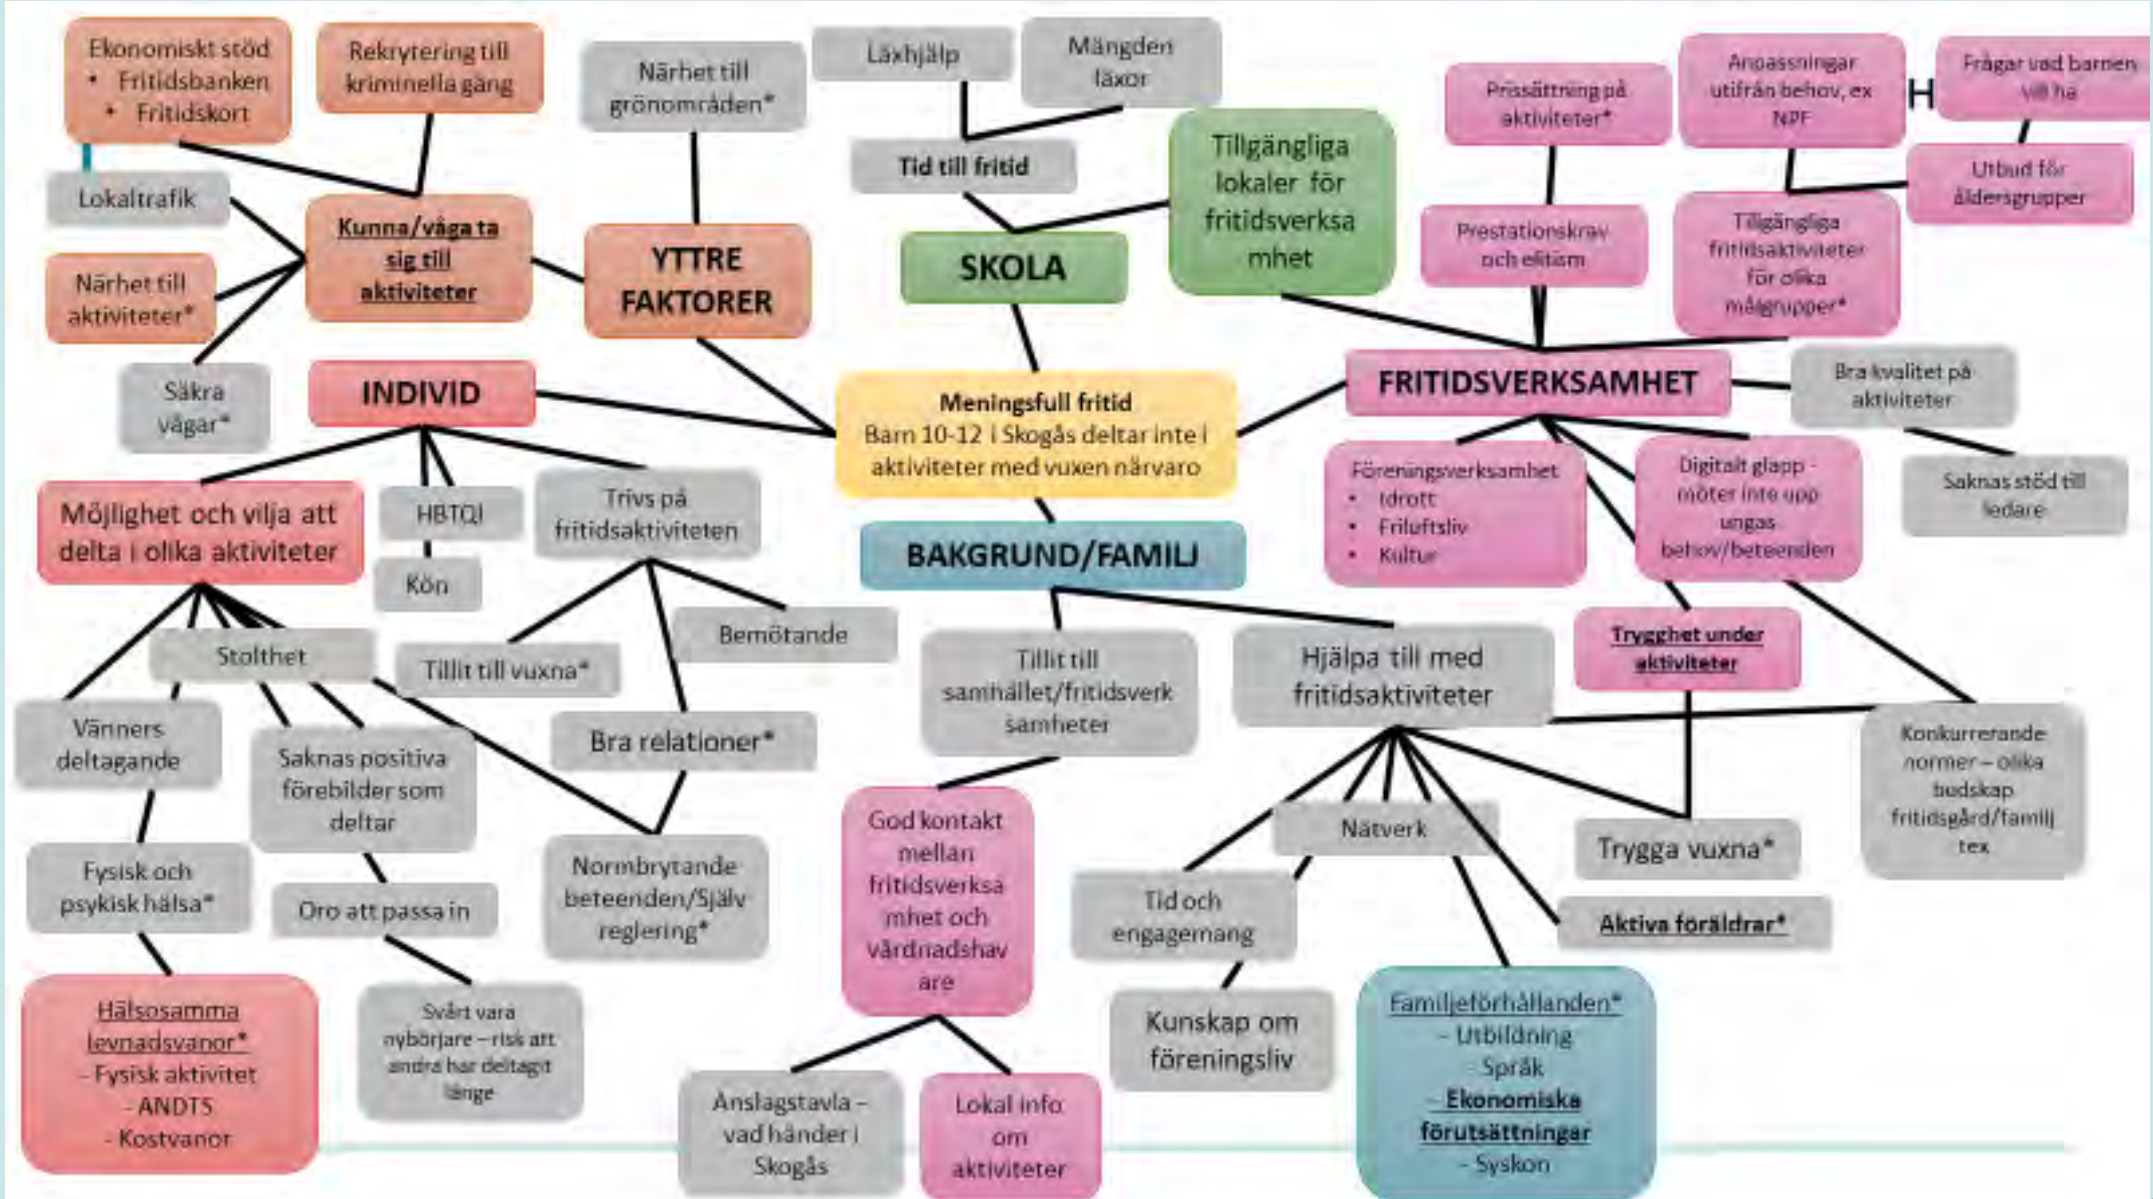 Ekonomiskt stöd
• Fritidsbanken
• Fritidskort
Rekrytering till
kriminella gäng
Närhet till
grönområden*
Läxhjälp
Mängden
läxor
Tid till fritid
Tillgängliga
lokaler för
fritidsverksa
mhet
Prissättning på
aktiviteter*
Anpassningar
utifrån behov, ex
NPF
H
Frågar vad barnen
vill ha
Utbud för
åldersgrupper
Lokaltrafik
Närhet till
aktiviteter*
Säkra
vägar*
Kunna/våga ta
sig till
aktiviteter
YTTRE
FAKTORER
SKOLA
Prestationskrav
och elitism
Tillgängliga
fritidsaktiviteter
för olika
målgrupper*
INDIVID
Meningsfull fritid
Barn 10-12 i Skogås deltar inte i
aktiviteter med vuxen närvaro
FRITIDSVERKSAMHET
Bra kvalitet på
aktiviteter
Saknas stöd till
ledare
Möjlighet och vilja att
delta i olika aktiviteter
HBTQI
Kön
Trivs på
fritidsaktiviteten
BAKGRUND/FAMILJ
Föreningsverksamhet
• Idrott
• Friluftsliv
• Kultur
Digitalt glapp -
möter inte upp
ungas
behov/beteenden
Stolthet
Tillit till vuxna*
Bemötande
Tillit till
samhället/fritidsverk
samheter
Hjälpa till med
fritidsaktiviteter
Trygghet under
aktiviteter
Vänners
deltagande
Saknas positiva
förebilder som
deltar
Bra relationer*
Konkurrerande
normer – olika
budskap
fritidsgård/familj
tex
Fysisk och
psykisk hälsa*
Oro att passa in
Normbrytande
beteenden/Själv
reglering*
God kontakt
mellan
fritidsverksa
mhet och
vårdnadshav
are
Nätverk
Trygga vuxna*
Tid och
engagemang
Aktiva föräldrar*
Hälsosamma
levnadsvanor*
- Fysisk aktivitet
- ANDTS
- Kostvanor
Svårt vara
nybörjare – risk att
andra har deltagit
länge
Kunskap om
föreningsliv
Familjeförhållanden*
- Utbildning
- Språk
- Ekonomiska
förutsättningar
- Syskon
Anslagstavla –
vad händer i
Skogås
Lokal info
om
aktiviteter